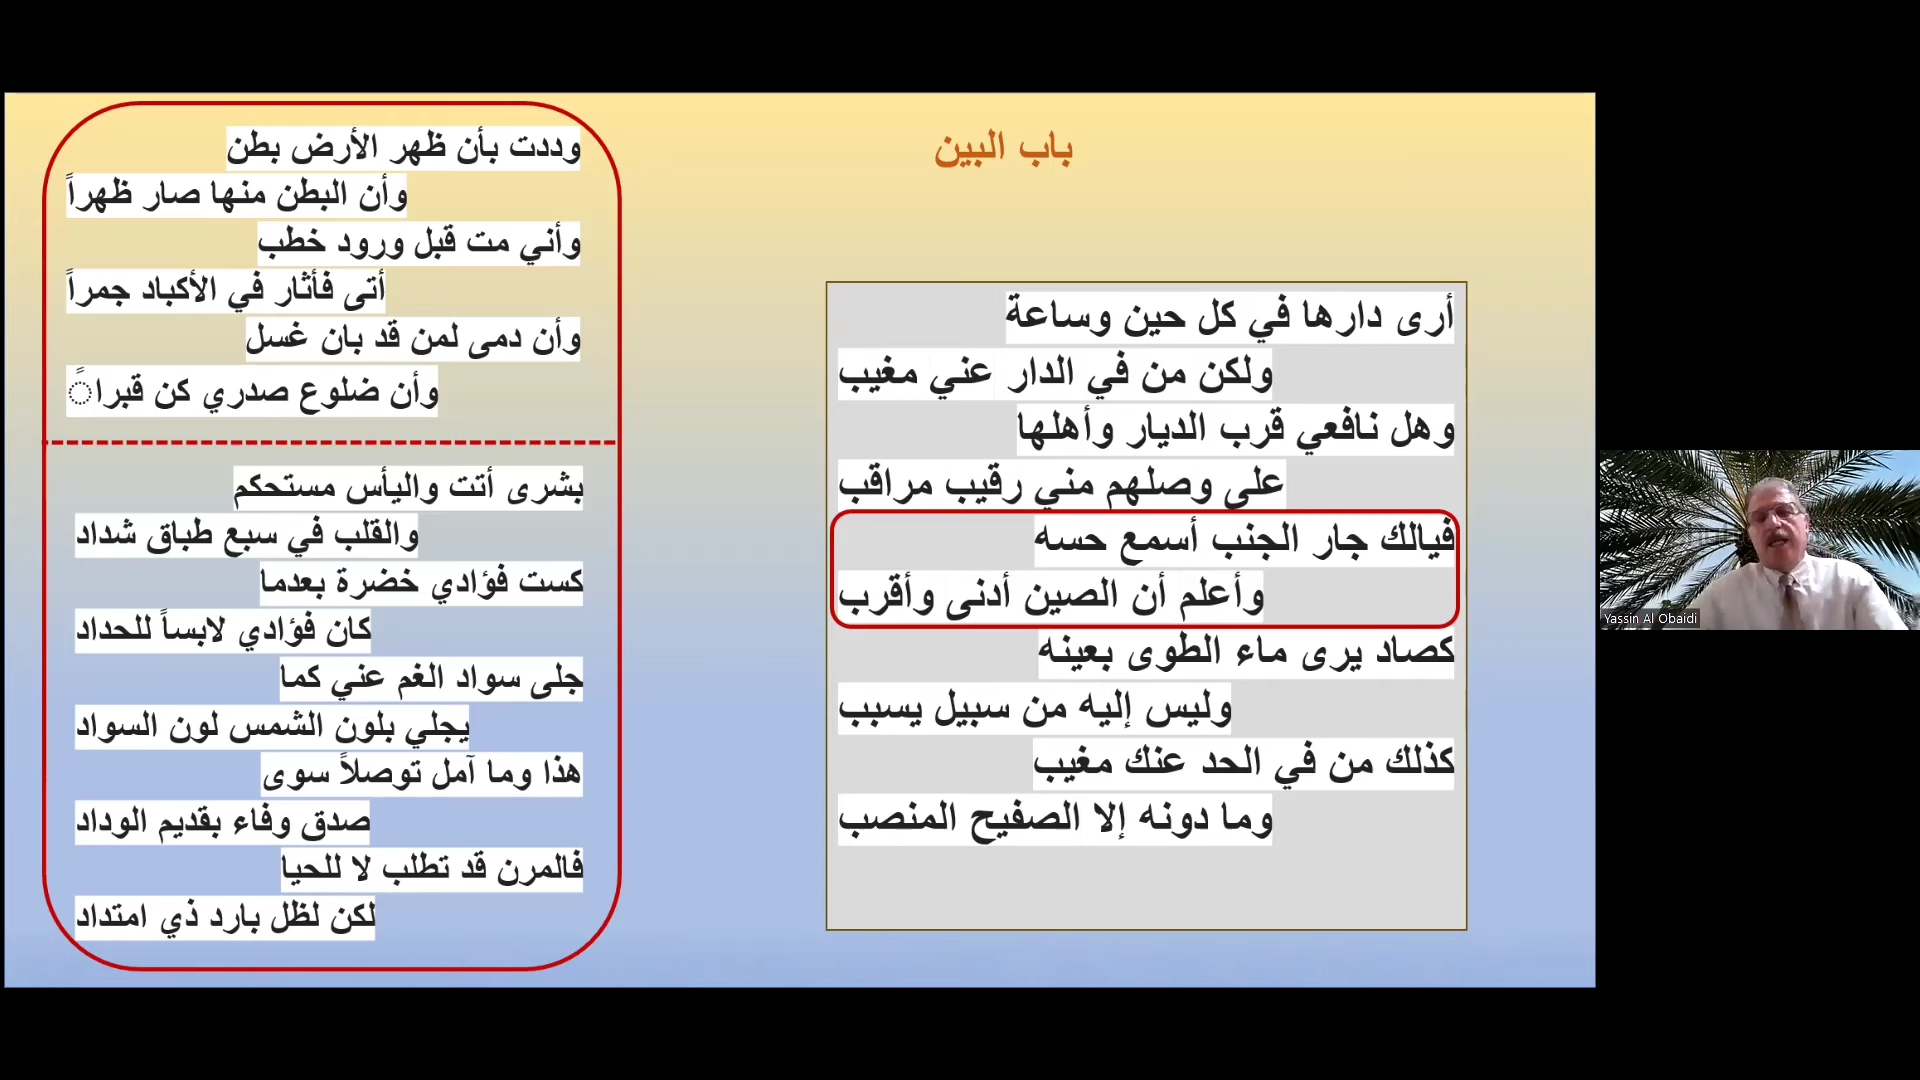 باب البين
أرى دارها في كل حين وساعة
ولكن من في الدار عني مغيب
وهل نافعي قرب الديار وأهلها
على وصلهم مني رقيب مراقب
فيالك جار الجنب أسمع حسه
وأعلم أن الصين أدنى وأقرب
كصاد يرى ماء الطوى بعينه
وليس إليه من سبيل يسبب
كذلك من في الحد عنك مغيب
وما دونه إلا الصفيح المنصب
وددت بأن ظهر الأرض بطن
وأن البطن منها صار ظهراً
وأني مت قبل ورود خطب
أتى فأثار في الأكباد جمراً
وأن دمى لمن قد بان غسل
وأن ضلوع صدري كن قبرا ً
بشرى أتت واليأس مستحكم
والقلب في سبع طباق شداد
كست فؤادي خضرة بعدما
كان فؤادي لابساً للحداد
جلى سواد الغم عني كما
يجلي بلون الشمس لون السواد
هذا وما آمل توصلاً سوى
صدق وفاء بقديم الوداد
فالمرن قد تطلب لا للحيا
لكن لظل بارد ذي امتداد
Yassin Al Obaidi